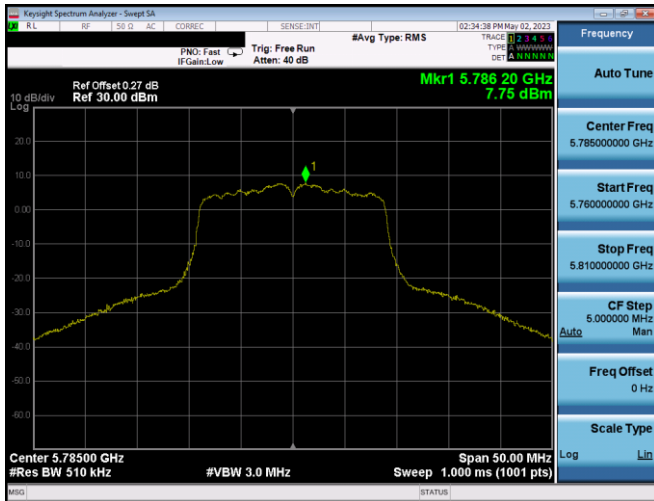 Keysight Spectrum Analyzer - Swept SA
RL RF 50 Ω AC CORREC SENSE:INT 02:34:38 PM May 02, 2023
#Avg Type: RMS
TRACE 1 2 3 4 5 6
TYPE A WWWWW
DET A N N N N N
PNO: Fast
IFGain:Low
Trig: Free Run
Atten: 40 dB
Mkr1 5.786 20 GHz
7.75 dBm
Ref Offset 0.27 dB
10 dB/div Ref 30.00 dBm
Log
20.0
10.0
0.00
-10.0
-20.0
-30.0
-40.0
-50.0
-60.0
1
Center 5.78500 GHz Span 50.00 MHz
#Res BW 510 kHz #VBW 3.0 MHz Sweep 1.000 ms (1001 pts)
MSG STATUS
Frequency
Auto Tune
Center Freq
5.785000000 GHz
Start Freq
5.760000000 GHz
Stop Freq
5.810000000 GHz
CF Step
5.000000 MHz
Auto Man
Freq Offset
0 Hz
Scale Type
Log Lin